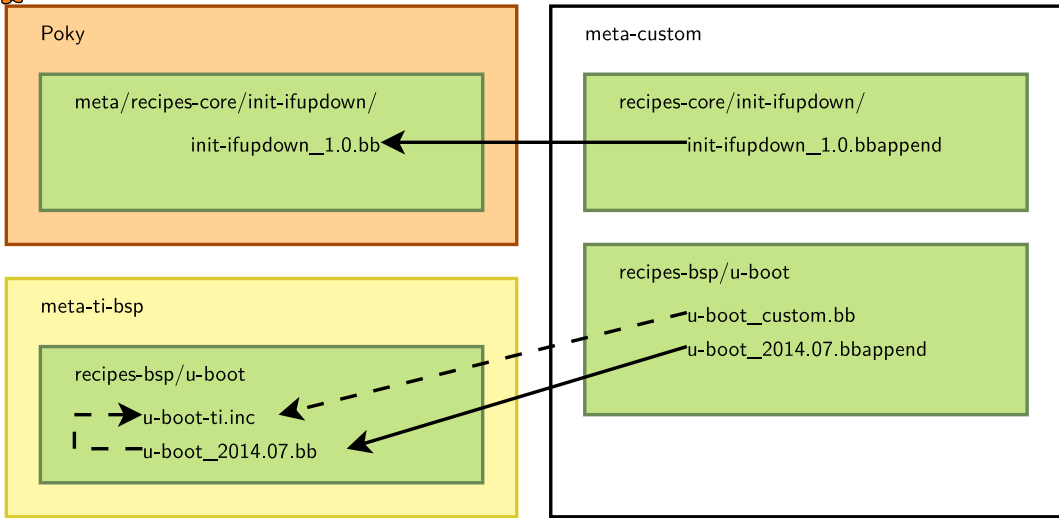 Poky
meta/recipes-core/init-ifupdown/
init-ifupdown_1.0.bb
meta-ti-bsp
recipes-bsp/u-boot
u-boot-ti.inc
u-boot_2014.07.bb
meta-custom
recipes-core/init-ifupdown/
init-ifupdown_1.0.bbappend
recipes-bsp/u-boot
u-boot_custom.bb
u-boot_2014.07.bbappend